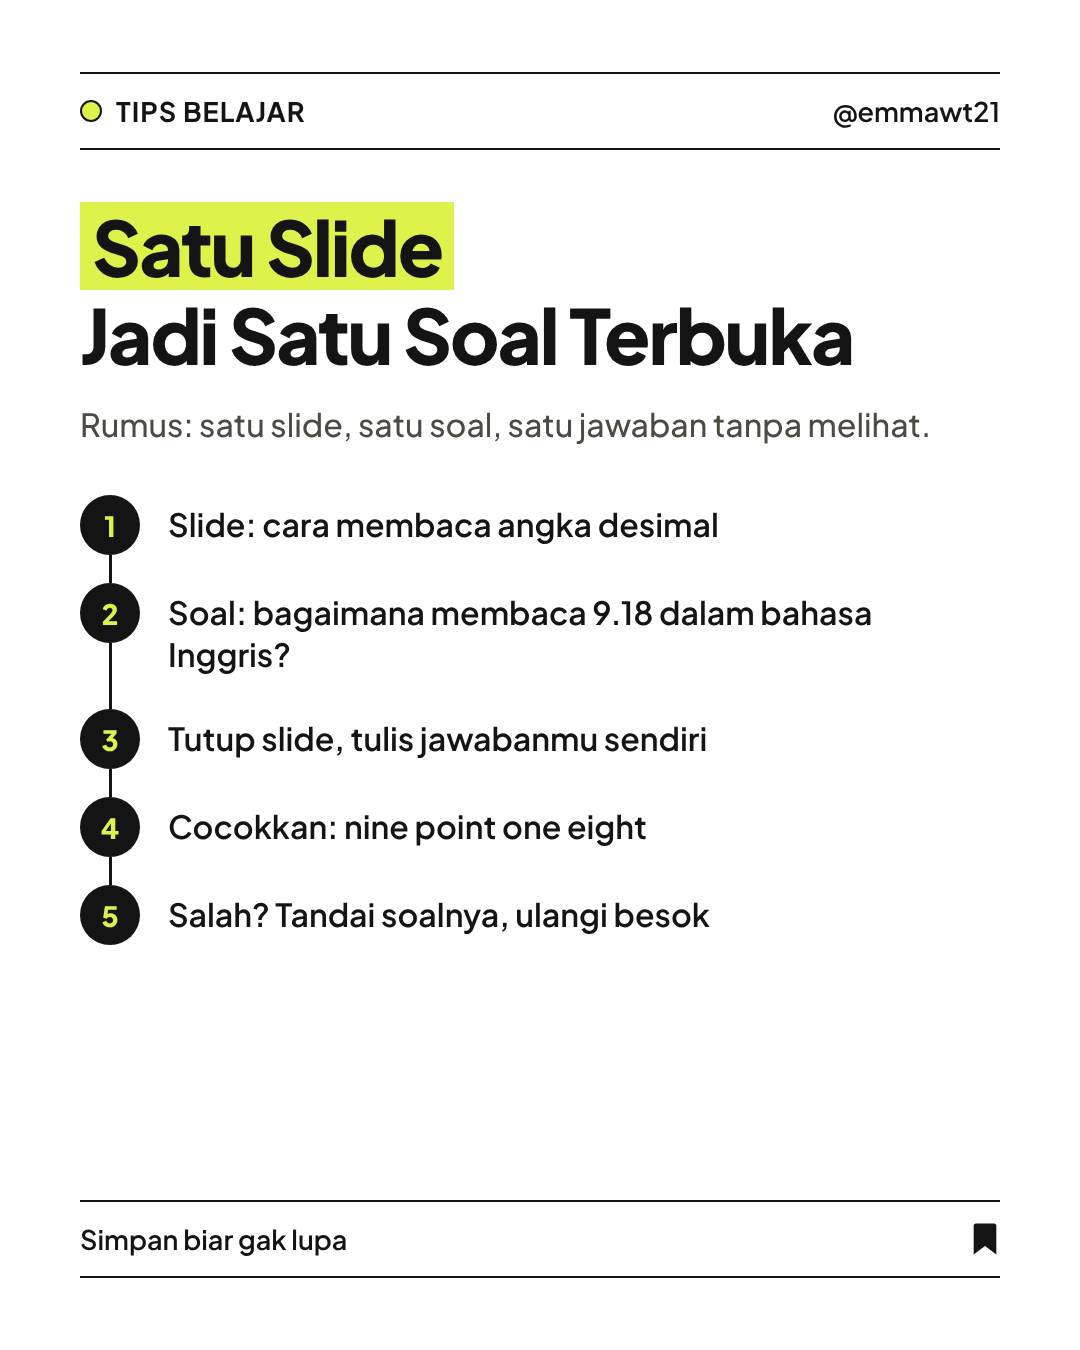 TIPS BELAJAR
@emmawt21
Satu Slide
Jadi Satu Soal Terbuka
Rumus: satu slide, satu soal, satu jawaban tanpa melihat.
1 Slide: cara membaca angka desimal
2 Soal: bagaimana membaca 9.18 dalam bahasa
Inggris?
3 Tutup slide, tulis jawabanmu sendiri
4 Cocokkan: nine point one eight
5 Salah? Tandai soalnya, ulangi besok
Simpan biar gak lupa